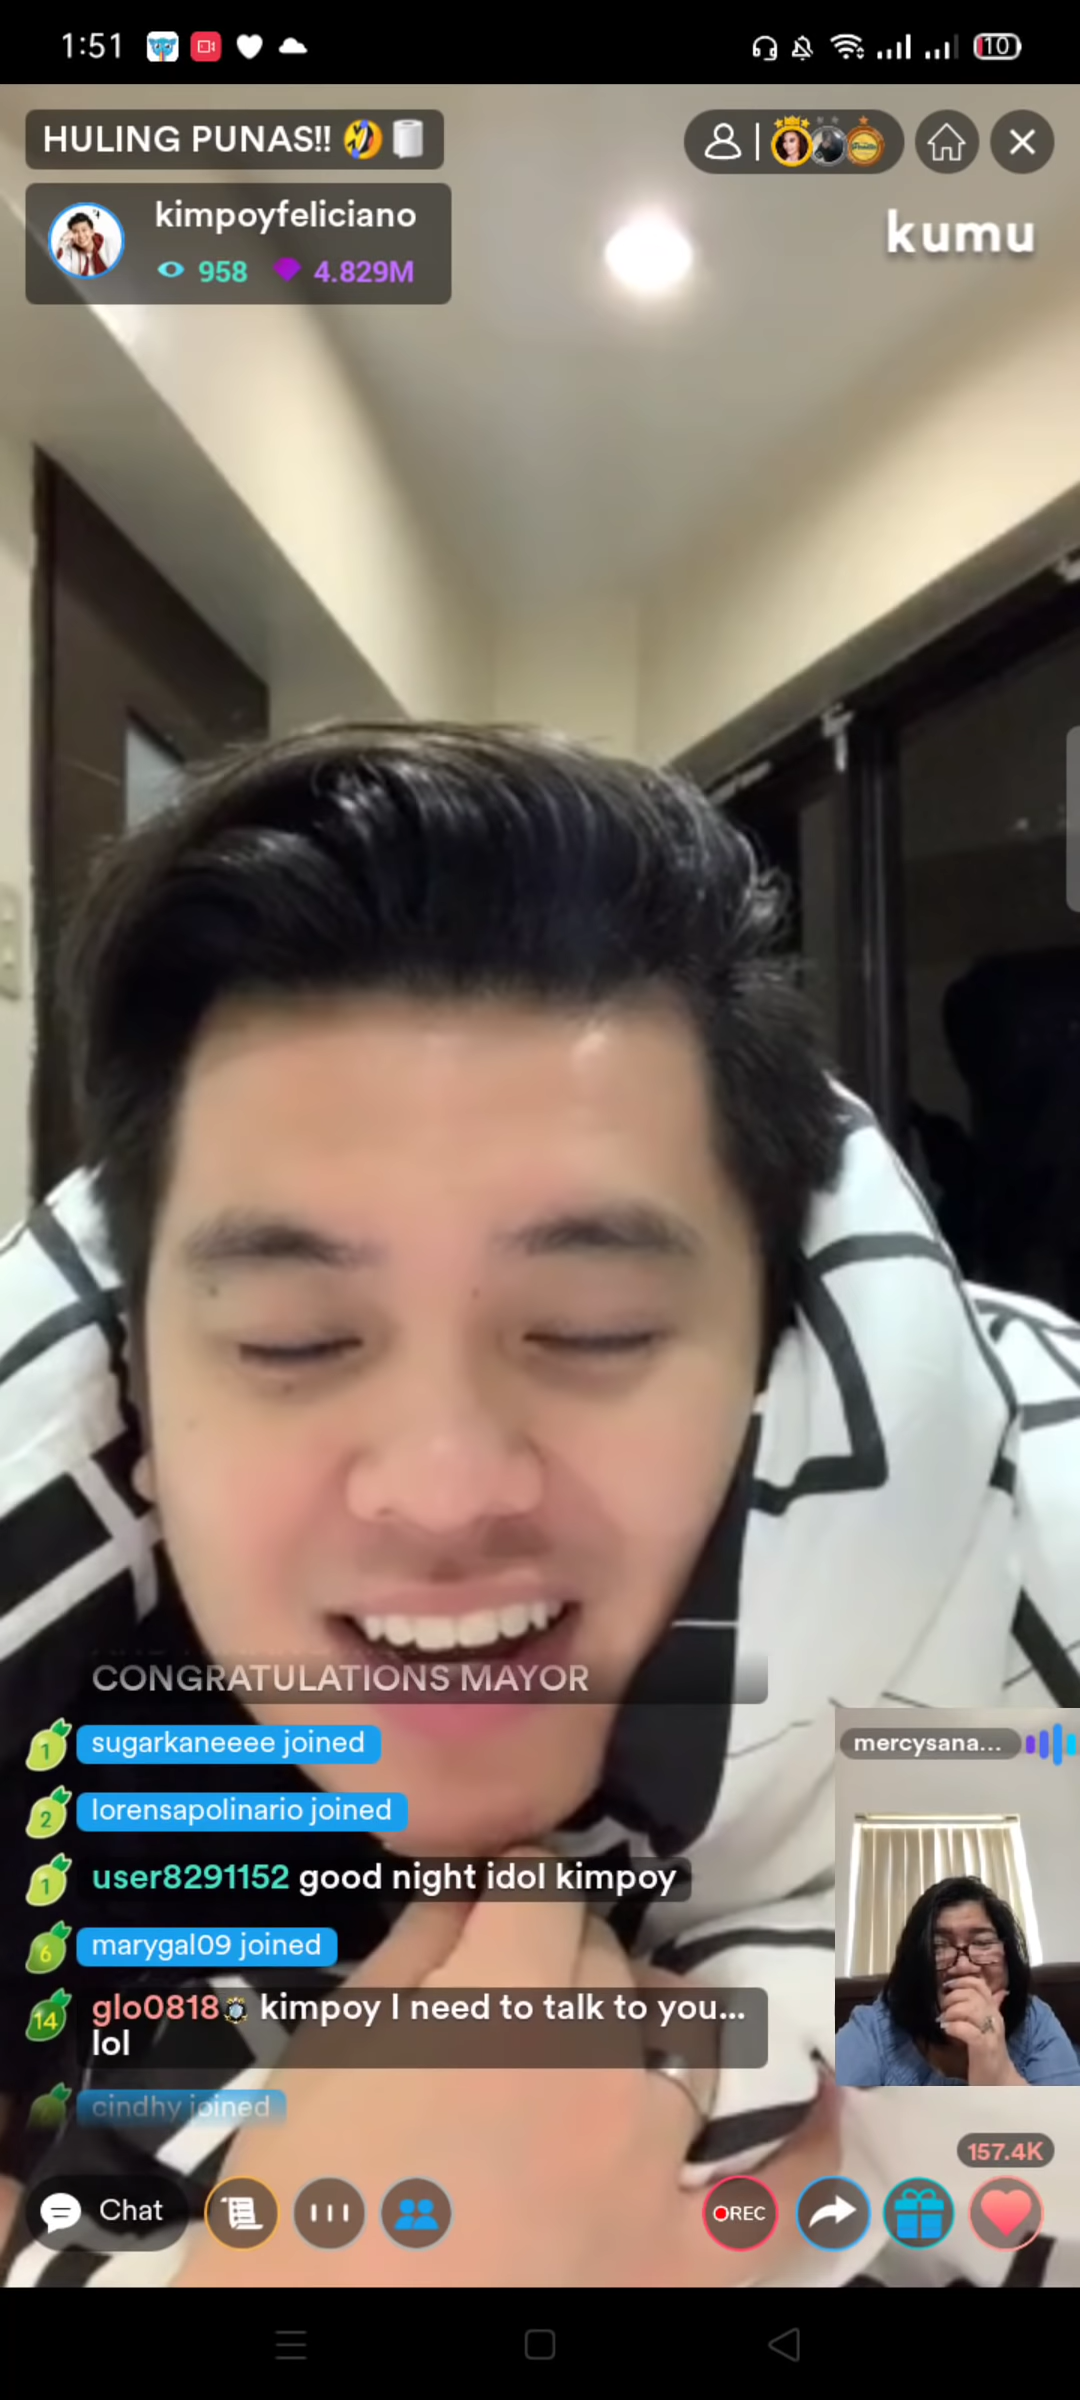 1:51
10
HULING PUNAS!! 🤣🧻
kimpoyfeliciano
958 4.829M
kumu
CONGRATULATIONS MAYOR
1 sugarkaneeee joined
2 lorensapolinario joined
1 user8291152 good night idol kimpoy
6 marygal09 joined
14 glo0818 kimpoy I need to talk to you...
lol
cindhy joined
mercysana...
157.4K
Chat
REC